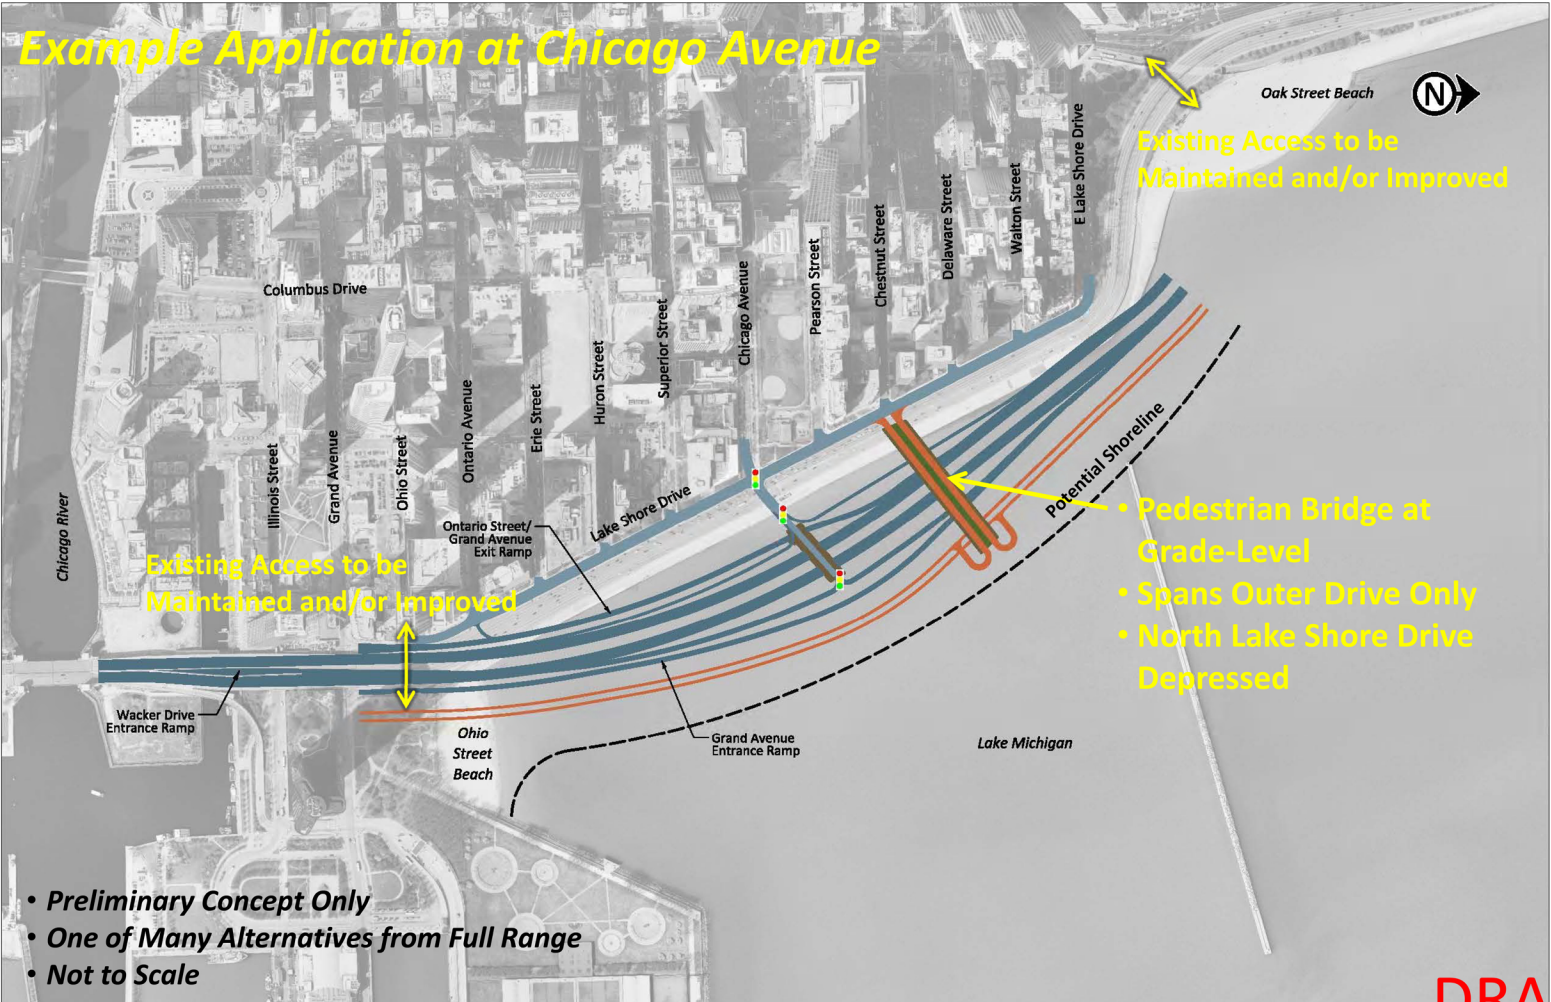 Example Application at Chicago Avenue
Oak Street Beach
N
Existing Access to be
Maintained and/or Improved
E Lake Shore Drive
Walton Street
Delaware Street
Chestnut Street
Pearson Street
Chicago Avenue
Superior Street
Huron Street
Erie Street
Ontario Avenue
Ohio Street
Grand Avenue
Illinois Street
Columbus Drive
Chicago River
Lake Shore Drive
Ontario Street/
Grand Avenue
Exit Ramp
Existing Access to be
Maintained and/or Improved
Potential Shoreline
• Pedestrian Bridge at
Grade-Level
• Spans Outer Drive Only
• North Lake Shore Drive
Depressed
Wacker Drive
Entrance Ramp
Ohio
Street
Beach
Grand Avenue
Entrance Ramp
Lake Michigan
• Preliminary Concept Only
• One of Many Alternatives from Full Range
• Not to Scale
DRA